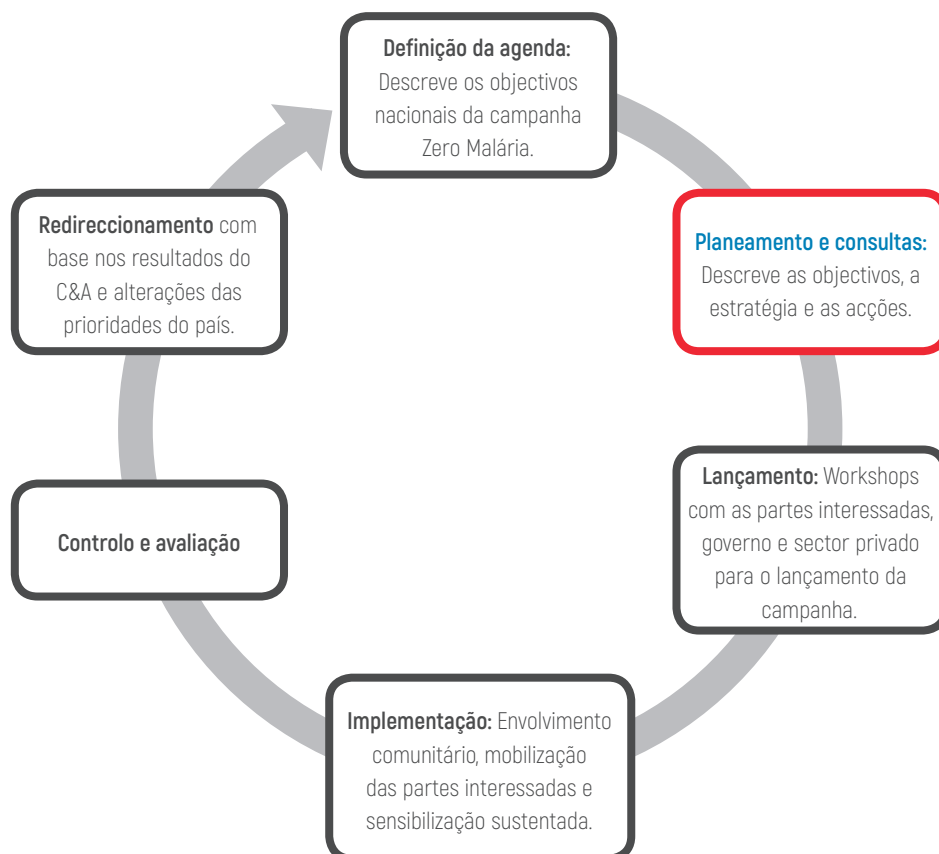 Definição da agenda:
Descreve os objectivos
nacionais da campanha
Zero Malária.
Planeamento e consultas:
Descreve as objectivos, a
estratégia e as acções.
Lançamento: Workshops
com as partes interessadas,
governo e sector privado
para o lançamento da
campanha.
Implementação: Envolvimento
comunitário, mobilização
das partes interessadas e
sensibilização sustentada.
Controlo e avaliação
Redireccionamento com
base nos resultados do
C&A e alterações das
prioridades do país.